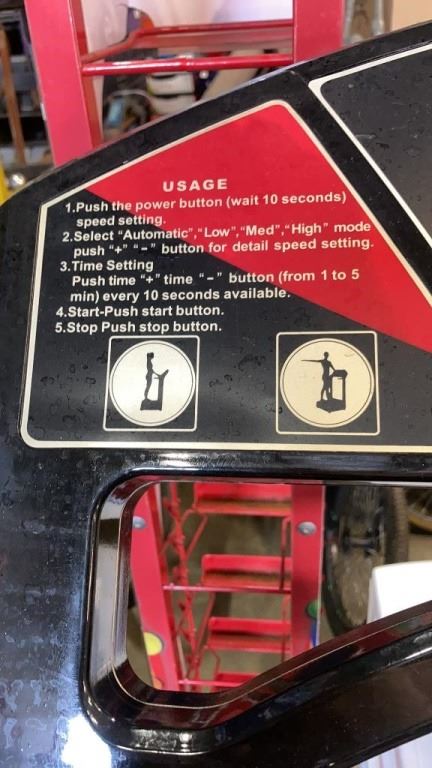 USAGE
1.Push the power button (wait 10 seconds)
speed setting.
2.Select "Automatic","Low","Med","High" mode
push "+" "-" button for detail speed setting.
3.Time Setting
Push time "+" time "-" button (from 1 to 5
min) every 10 seconds available.
4.Start-Push start button.
5.Stop Push stop button.